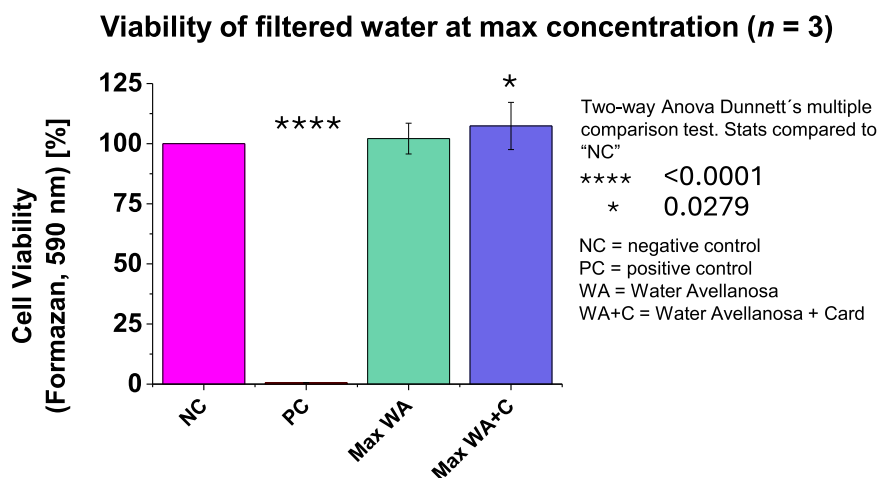 Viability of filtered water at max concentration (n = 3)
Cell Viability
(Formazan, 590 nm) [%]
125
100
75
50
25
0
****
*
NC
PC
Max WA
Max WA+C
Two-way Anova Dunnett´s multiple
comparison test. Stats compared to
“NC”
**** <0.0001
* 0.0279
NC = negative control
PC = positive control
WA = Water Avellanosa
WA+C = Water Avellanosa + Card